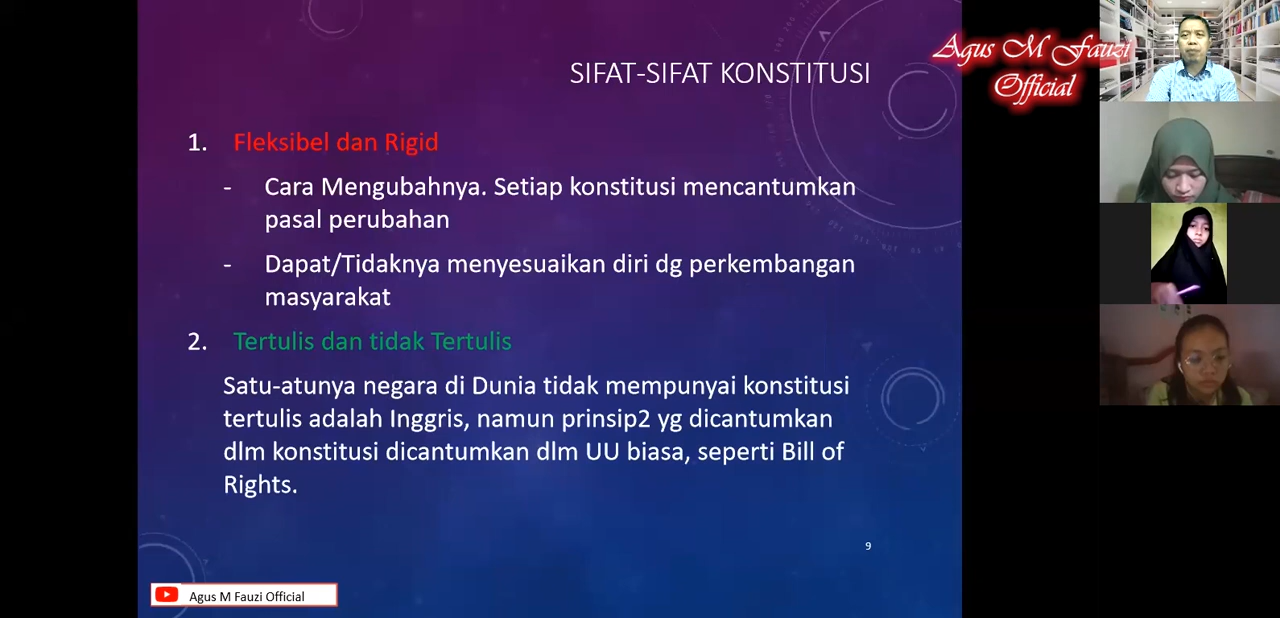 SIFAT-SIFAT KONSTITUSI
1. Fleksibel dan Rigid
- Cara Mengubahnya. Setiap konstitusi mencantumkan
pasal perubahan
- Dapat/Tidaknya menyesuaikan diri dg perkembangan
masyarakat
2. Tertulis dan tidak Tertulis
Satu-atunya negara di Dunia tidak mempunyai konstitusi
tertulis adalah Inggris, namun prinsip2 yg dicantumkan
dlm konstitusi dicantumkan dlm UU biasa, seperti Bill of
Rights.
9
Agus M Fauzi Official
Agus M Fauzi
Official